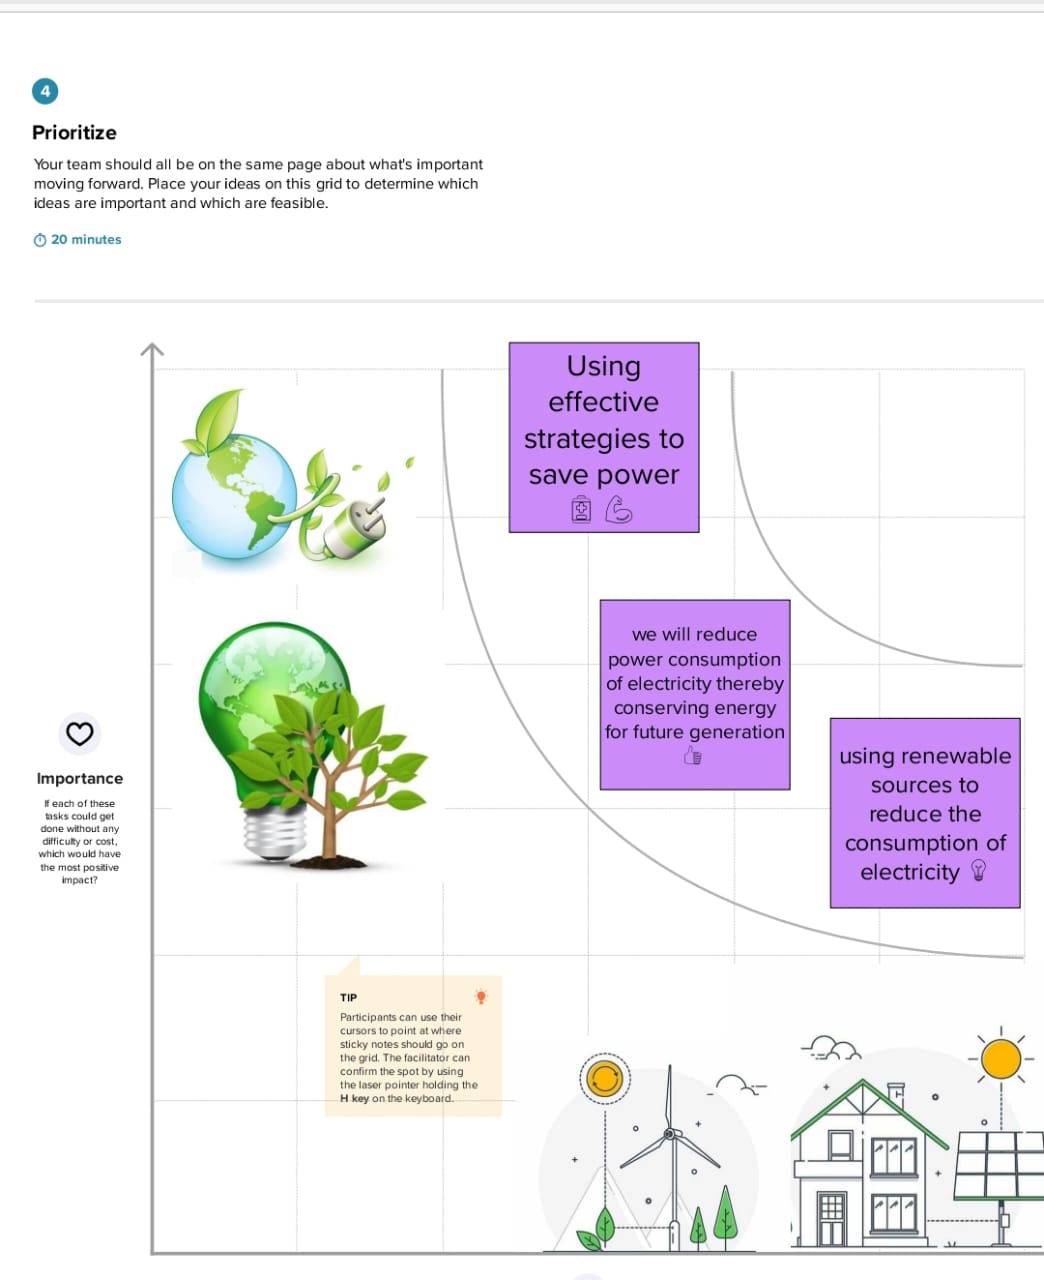 4
Prioritize
Your team should all be on the same page about what's important
moving forward. Place your ideas on this grid to determine which
ideas are important and which are feasible.
20 minutes
Using
effective
strategies to
save power
we will reduce
power consumption
of electricity thereby
conserving energy
for future generation
using renewable
sources to
reduce the
consumption of
electricity
Importance
If each of these
tasks could get
done without any
difficulty or cost,
which would have
the most positive
impact?
TIP
Participants can use their
cursors to point at where
sticky notes should go on
the grid. The facilitator can
confirm the spot by using
the laser pointer holding the
H key on the keyboard.